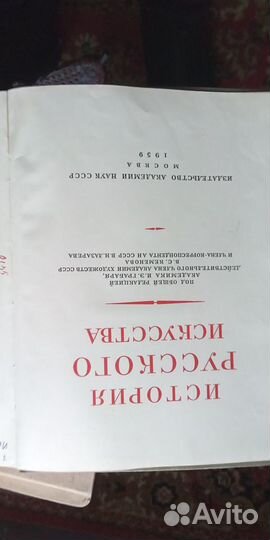 ИСТОРИЯ
РУССКОГО
ИСКУССТВА
ПОД ОБЩЕЙ РЕДАКЦИЕЙ
АКАДЕМИКА И.Э. ГРАБАРЯ,
ДЕЙСТВИТЕЛЬНОГО ЧЛЕНА АКАДЕМИИ ХУДОЖЕСТВ СССР
В. С. КЕМЕНОВА
И ЧЛЕНА-КОРРЕСПОНДЕНТА АН СССР В.Н. ЛАЗАРЕВА
ИЗДАТЕЛЬСТВО АКАДЕМИИ НАУК СССР
МОСКВА
1959
Avito